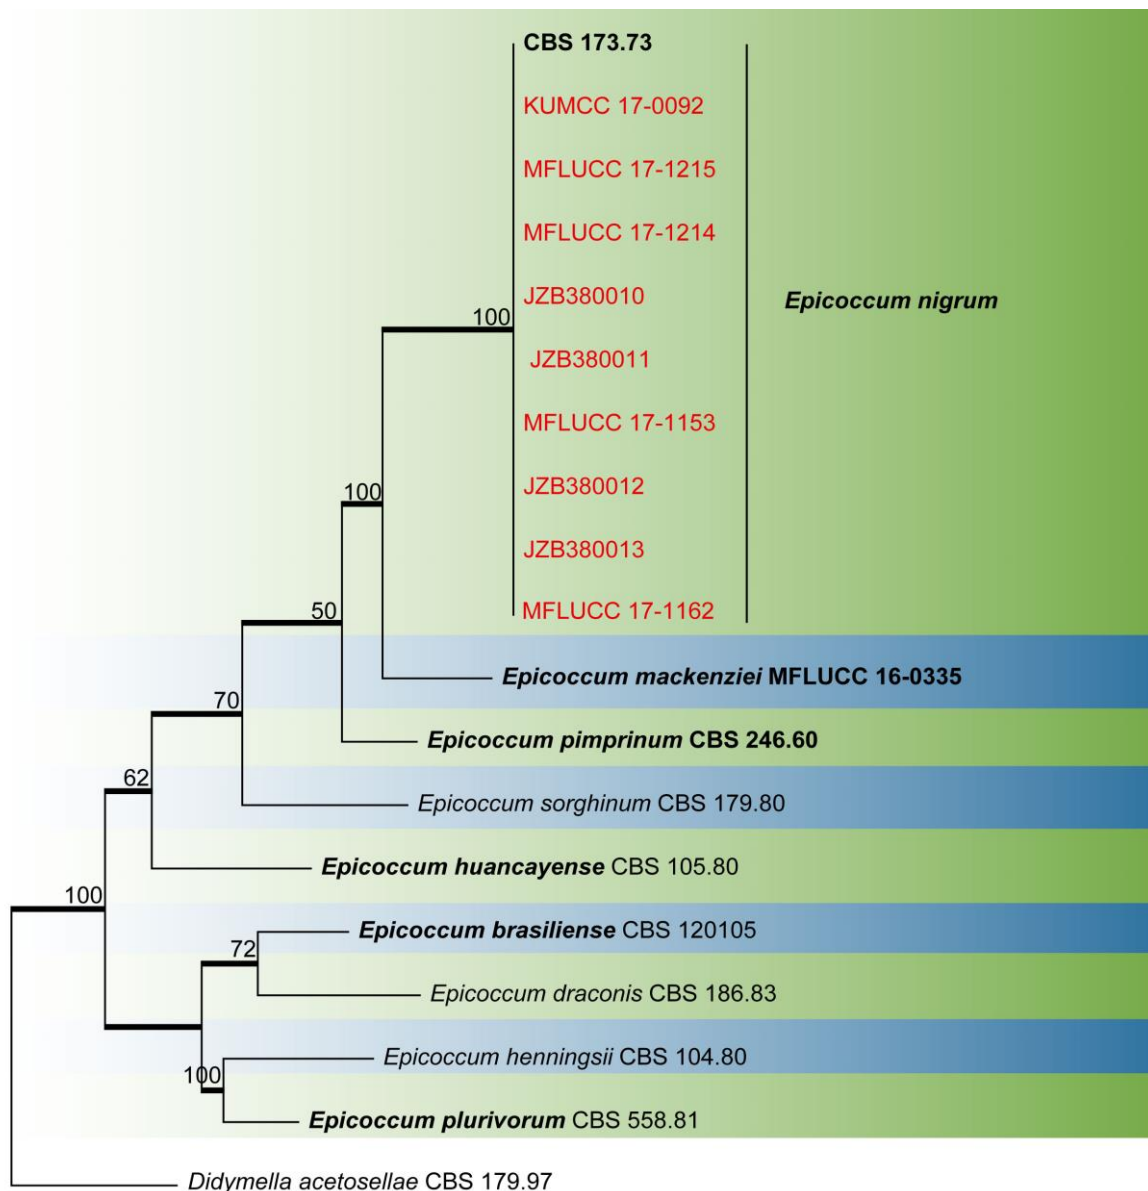 CBS 173.73
KUMCC 17-0092
MFLUCC 17-1215
MFLUCC 17-1214
JZB380010
Epicoccum nigrum
100
JZB380011
MFLUCC 17-1153
JZB380012
100
JZB380013
MFLUCC 17-1162
50
Epicoccum mackenziei MFLUCC 16-0335
70
Epicoccum pimprinum CBS 246.60
62
Epicoccum sorghinum CBS 179.80
Epicoccum huancayense CBS 105.80
100
Epicoccum brasiliense CBS 120105
72
Epicoccum draconis CBS 186.83
Epicoccum henningsii CBS 104.80
100
Epicoccum plurivorum CBS 558.81
Didymella acetosellae CBS 179.97